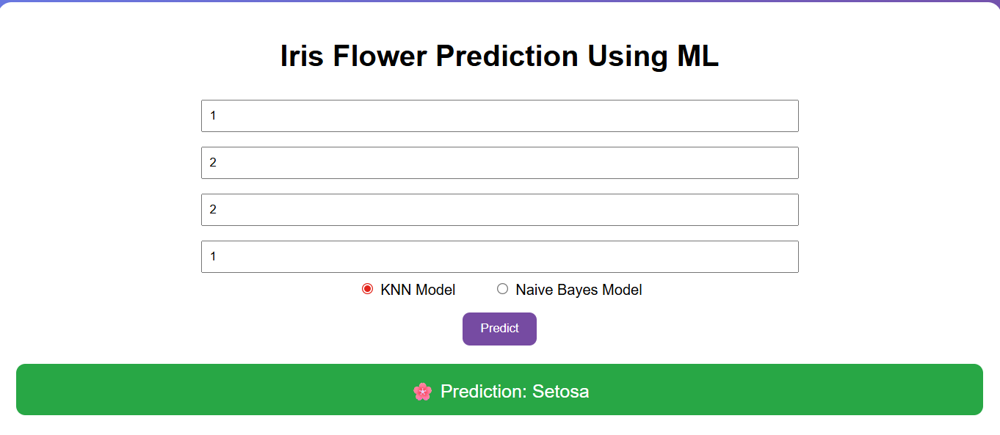 Iris Flower Prediction Using ML
1
2
2
1
KNN Model Naive Bayes Model
Predict
🌸 Prediction: Setosa